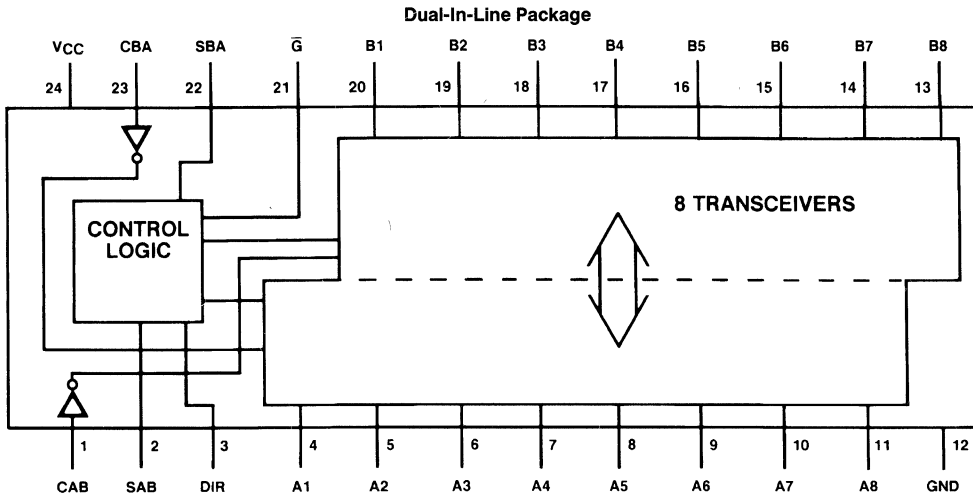 Dual-In-Line Package
VCC CBA SBA G̅ B1 B2 B3 B4 B5 B6 B7 B8
24 23 22 21 20 19 18 17 16 15 14 13
8 TRANSCEIVERS
CONTROL
LOGIC
1 2 3 4 5 6 7 8 9 10 11 12
CAB SAB DIR A1 A2 A3 A4 A5 A6 A7 A8 GND